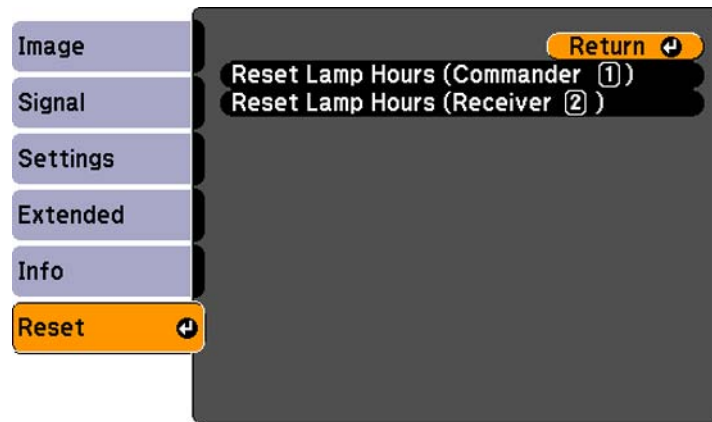 Image
Signal
Settings
Extended
Info
Reset
Return
Reset Lamp Hours (Commander 1)
Reset Lamp Hours (Receiver 2 )